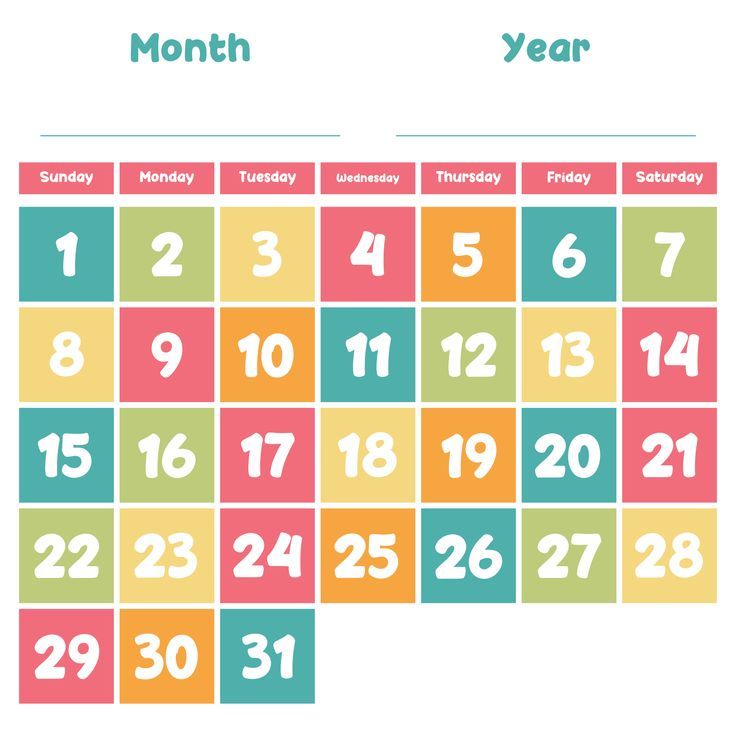 Month Year
Sunday Monday Tuesday Wednesday Thursday Friday Saturday
1 2 3 4 5 6 7
8 9 10 11 12 13 14
15 16 17 18 19 20 21
22 23 24 25 26 27 28
29 30 31